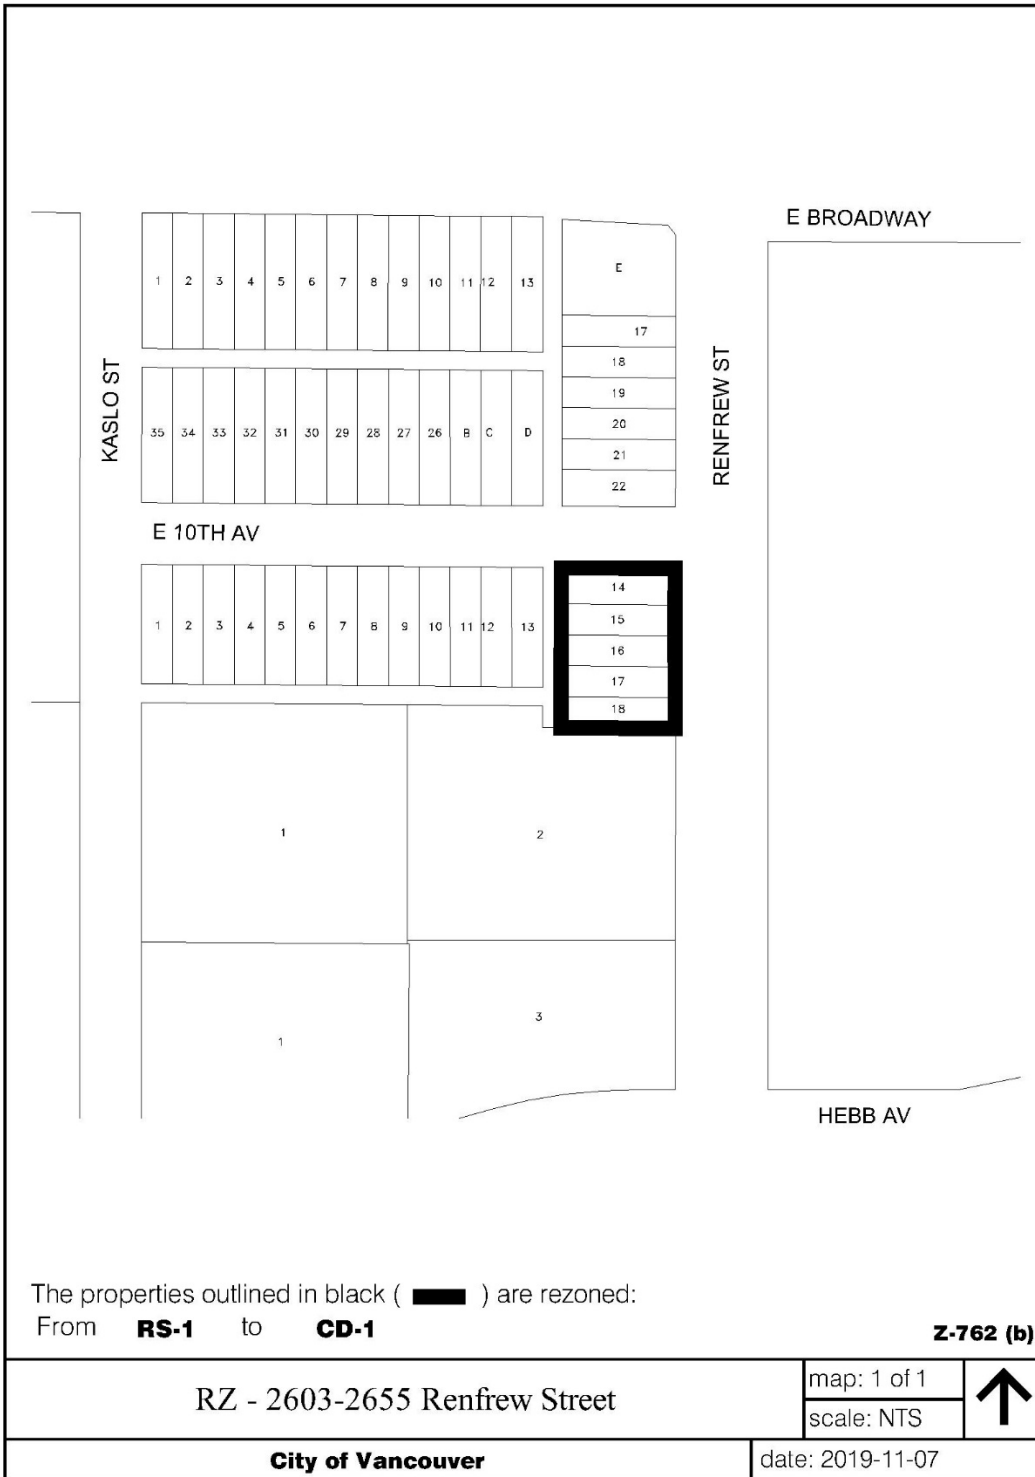 E BROADWAY
1 2 3 4 5 6 7 8 9 10 11 12 13
E
17
18
19
20
21
22
KASLO ST
RENFREW ST
35 34 33 32 31 30 29 28 27 26 B C D
E 10TH AV
1 2 3 4 5 6 7 8 9 10 11 12 13
14
15
16
17
18
1
2
1
3
HEBB AV
The properties outlined in black ( ) are rezoned:
From RS-1 to CD-1
Z-762 (b)
RZ - 2603-2655 Renfrew Street
map: 1 of 1
scale: NTS
City of Vancouver
date: 2019-11-07